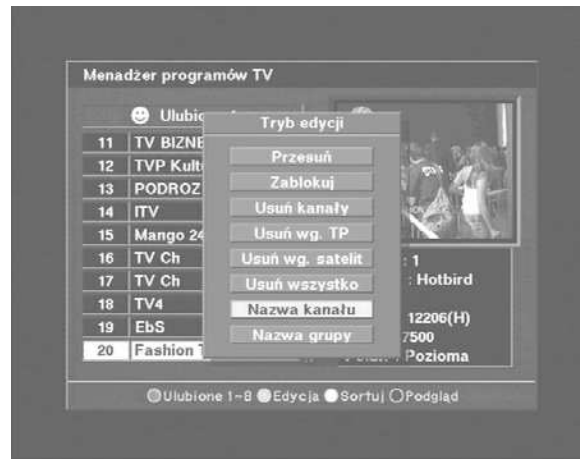 Menadżer programów TV
Ulubio
Tryb edycji
11 TV BIZNE
12 TVP Kult
13 PODROZ
14 ITV
15 Mango 24
16 TV Ch
17 TV Ch
18 TV4
19 EbS
20 Fashion T
Przesuń
Zablokuj
Usuń kanały
Usuń wg. TP
Usuń wg. satelit
Usuń wszystko
Nazwa kanału
Nazwa grupy
: 1
: Hotbird
12206(H)
7500
: Pozioma
Ulubione 1~8 Edycja Sortuj Podgląd